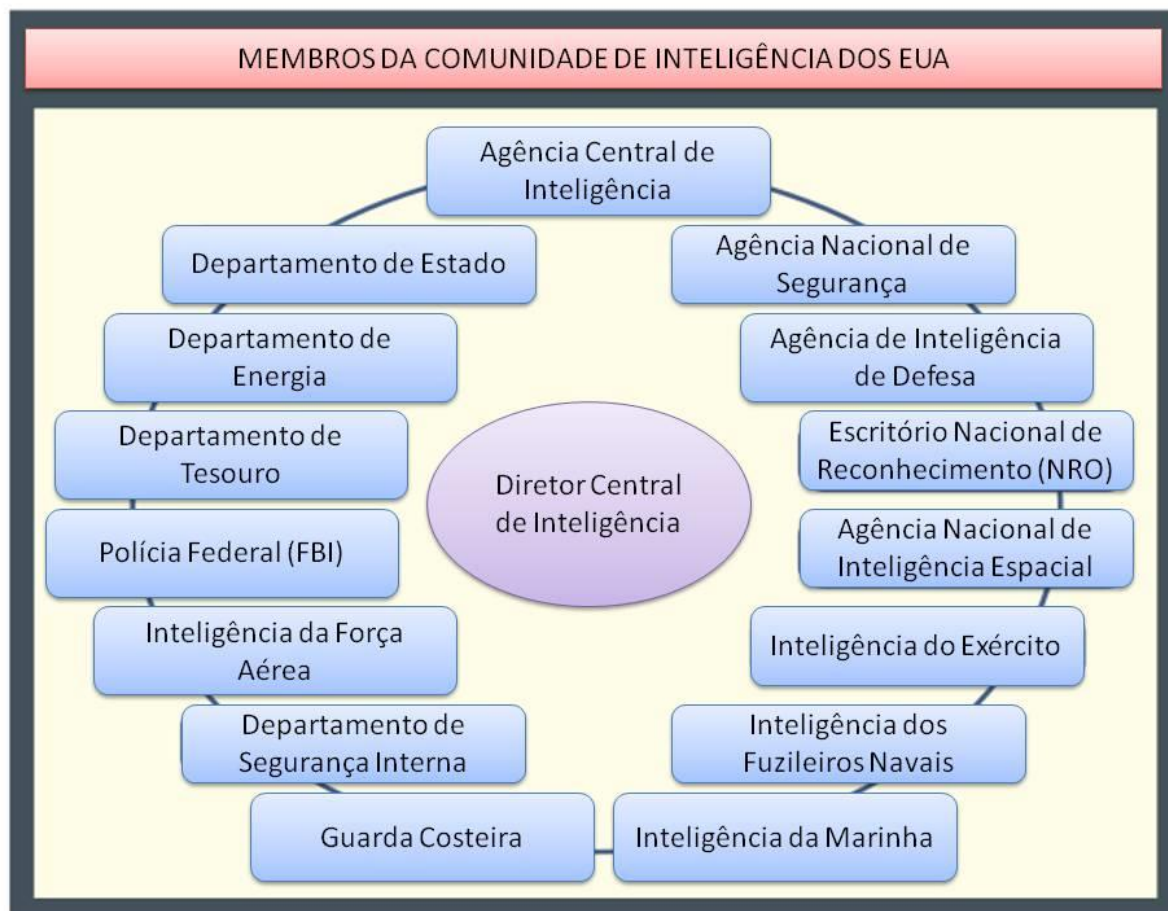 MEMBROS DA COMUNIDADE DE INTELIGÊNCIA DOS EUA
Agência Central de
Inteligência
Departamento de Estado
Agência Nacional de
Segurança
Departamento de
Energia
Agência de Inteligência
de Defesa
Departamento de
Tesouro
Escritório Nacional de
Reconhecimento (NRO)
Diretor Central
de Inteligência
Polícia Federal (FBI)
Agência Nacional de
Inteligência Espacial
Inteligência da Força
Aérea
Inteligência do Exército
Departamento de
Segurança Interna
Inteligência dos
Fuzileiros Navais
Guarda Costeira
Inteligência da Marinha